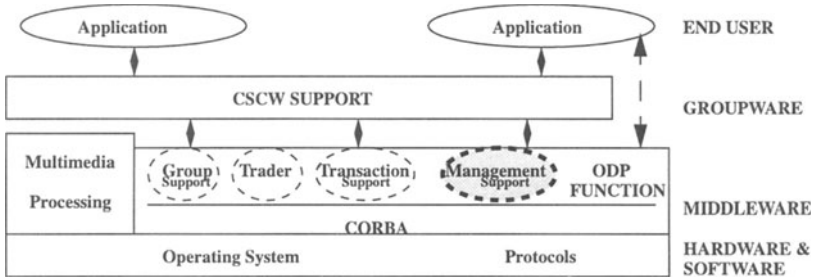 Application
Application
END USER
CSCW SUPPORT
GROUPWARE
Multimedia
Processing
Group
Support
Trader
Transaction
Support
Management
Support
ODP
FUNCTION
MIDDLEWARE
CORBA
Operating System
Protocols
HARDWARE &
SOFTWARE